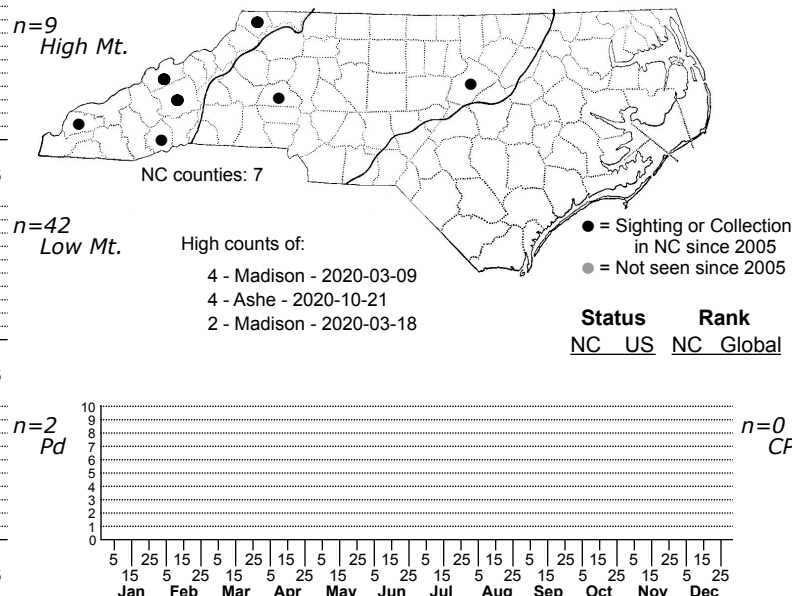 n=9
High Mt.
NC counties: 7
n=42
Low Mt.
High counts of:
4 - Madison - 2020-03-09
4 - Ashe - 2020-10-21
2 - Madison - 2020-03-18
● = Sighting or Collection
in NC since 2005
● = Not seen since 2005
Status Rank
NC US NC Global
n=2
Pd
10
9
8
7
6
5
4
3
2
1
0
n=0
CP
5 25 15 5 25 15 5 25 15 5 25 15 5 25 15 5 25 15
15 5 25 15 5 25 15 5 25 15 5 25 15 5 25 15 5 25
Jan Feb Mar Apr May Jun Jul Aug Sep Oct Nov Dec